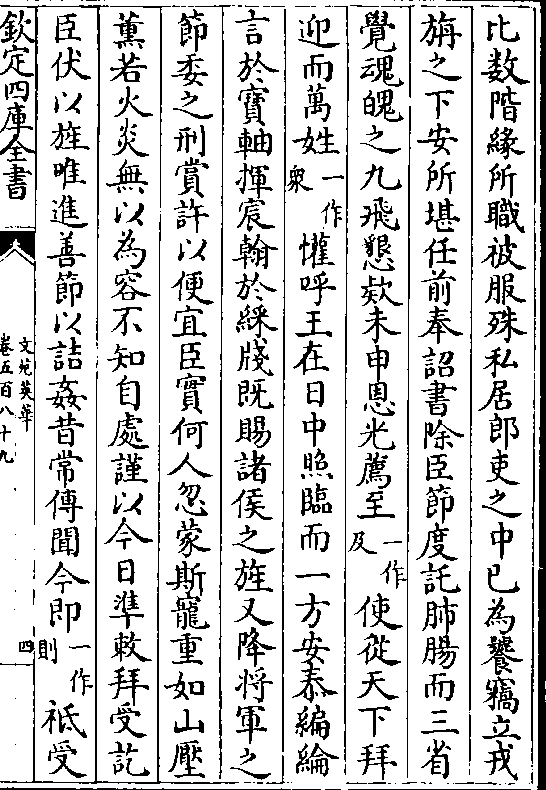 比数階縁所職被服殊私居郎吏之中已為饕竊立戎
旃之下安所堪任前奉詔書除臣節度託肺腸而三省
覺魂魄之九飛懇欵未申恩光薦至一作及使從天下拜
迎而萬姓一作衆懽呼王在日中照臨而一方安泰編綸
言於寶軸揮宸翰於綵牋既賜諸侯之旌又降将軍之
節委之刑賞許以便宜臣實何人忽蒙斯寵重如山壓
薫若火炎無以為容不知自處謹以今日準敕拜受訖
臣伏以旌唯進善節以詰姦昔常傳聞今即一作則祗受
欽定四庫全書
文苑英華
卷五百八十九
四